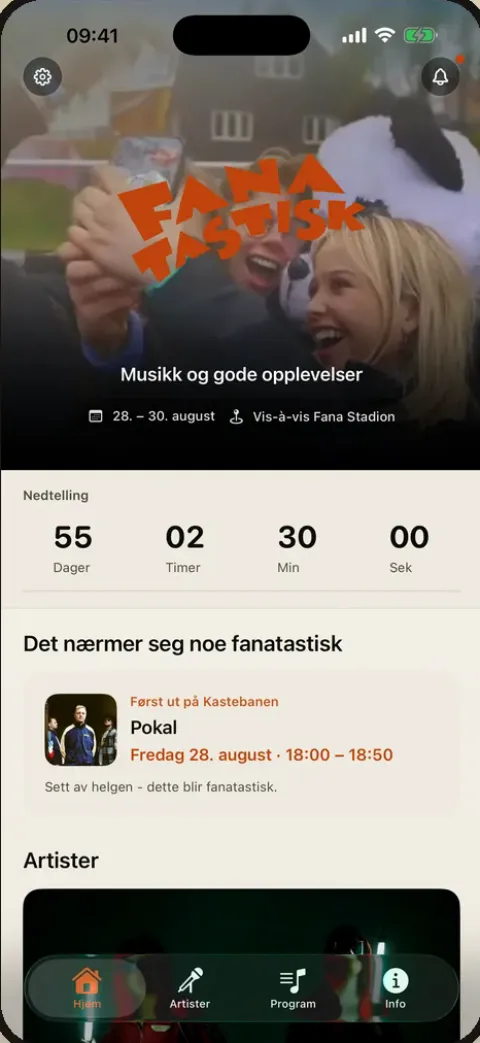 09:41
FANA
TASTISK
Musikk og gode opplevelser
28. – 30. august Vis-à-vis Fana Stadion
Nedtelling
55 02 30 00
Dager Timer Min Sek
Det nærmer seg noe fanatastisk
Først ut på Kastebanen
Pokal
Fredag 28. august · 18:00 – 18:50
Sett av helgen - dette blir fanatastisk.
Artister
Hjem Artister Program Info